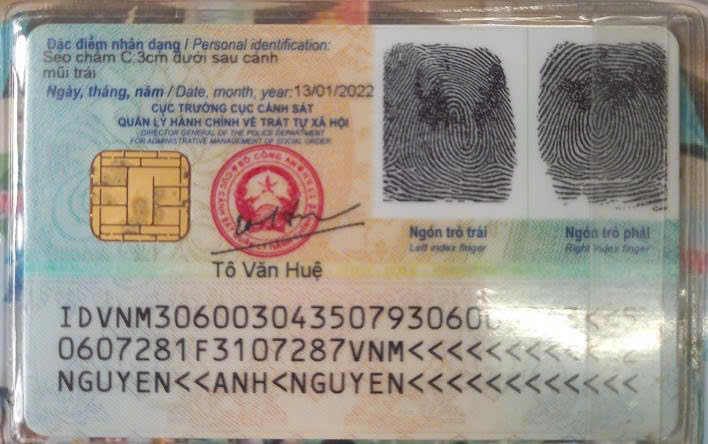 Đặc điểm nhân dạng / Personal identification:
Sẹo chấm C:3cm dưới sau cánh
mũi trái
Ngày, tháng, năm / Date, month, year: 13/01/2022
CỤC TRƯỞNG CỤC CẢNH SÁT
QUẢN LÝ HÀNH CHÍNH VỀ TRẬT TỰ XÃ HỘI
DIRECTOR GENERAL OF THE POLICE DEPARTMENT
FOR ADMINISTRATIVE MANAGEMENT OF SOCIAL ORDER
BỘ CÔNG AN
Tô Văn Huệ
Ngón trỏ trái
Left index finger
Ngón trỏ phải
Right index finger
IDVNM306003043507930600 <<5
0607281F3107287VNM<<<<<<<<<<<2
NGUYEN<<ANH<NGUYEN<<<<<<<<<<<<